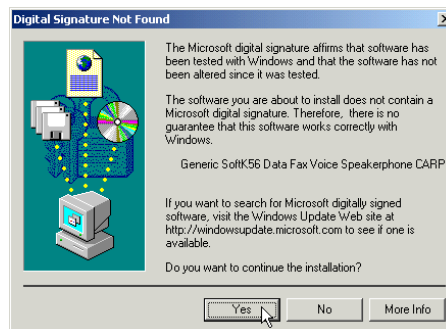 Digital Signature Not Found
The Microsoft digital signature affirms that software has
been tested with Windows and that the software has not
been altered since it was tested.
The software you are about to install does not contain a
Microsoft digital signature. Therefore, there is no
guarantee that this software works correctly with
Windows.
Generic SoftK56 Data Fax Voice Speakerphone CARP
If you want to search for Microsoft digitally signed
software, visit the Windows Update Web site at
http://windowsupdate.microsoft.com to see if one is
available.
Do you want to continue the installation?
Yes No More Info